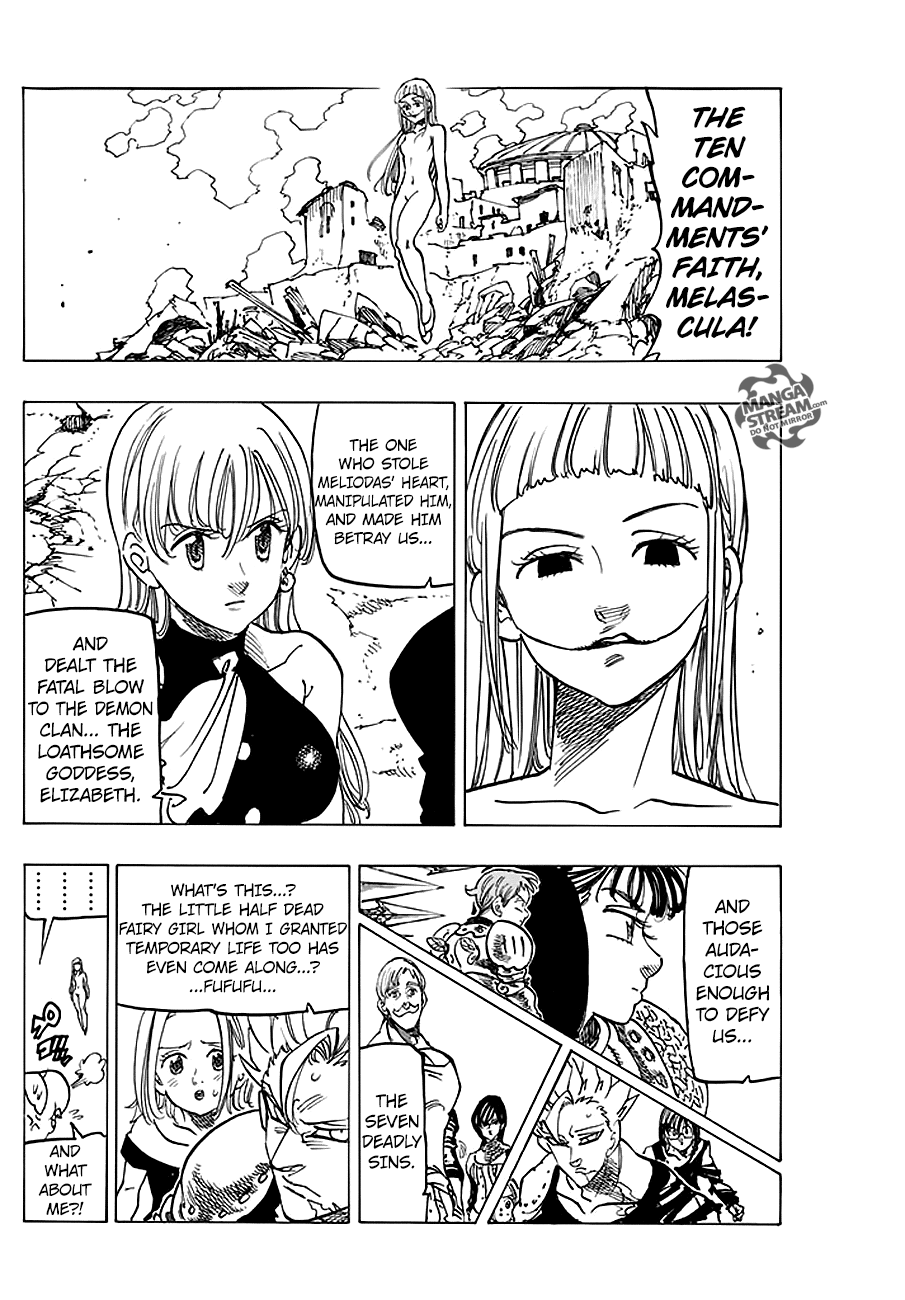 THE
TEN
COM-
MAND-
MENTS'
FAITH,
MELAS-
CULA!
MANGA
STREAM.com
DO NOT MIRROR
THE ONE
WHO STOLE
MELIODAS' HEART,
MANIPULATED HIM,
AND MADE HIM
BETRAY US...
AND
DEALT THE
FATAL BLOW
TO THE DEMON
CLAN... THE
LOATHSOME
GODDESS,
ELIZABETH.
AND
THOSE
AUDA-
CIOUS
ENOUGH
TO DEFY
US...
THE
SEVEN
DEADLY
SINS.
WHAT'S THIS...?
THE LITTLE HALF DEAD
FAIRY GIRL WHOM I GRANTED
TEMPORARY LIFE TOO HAS
EVEN COME ALONG...?
...FUFUFU...
AND
WHAT
ABOUT
ME?!